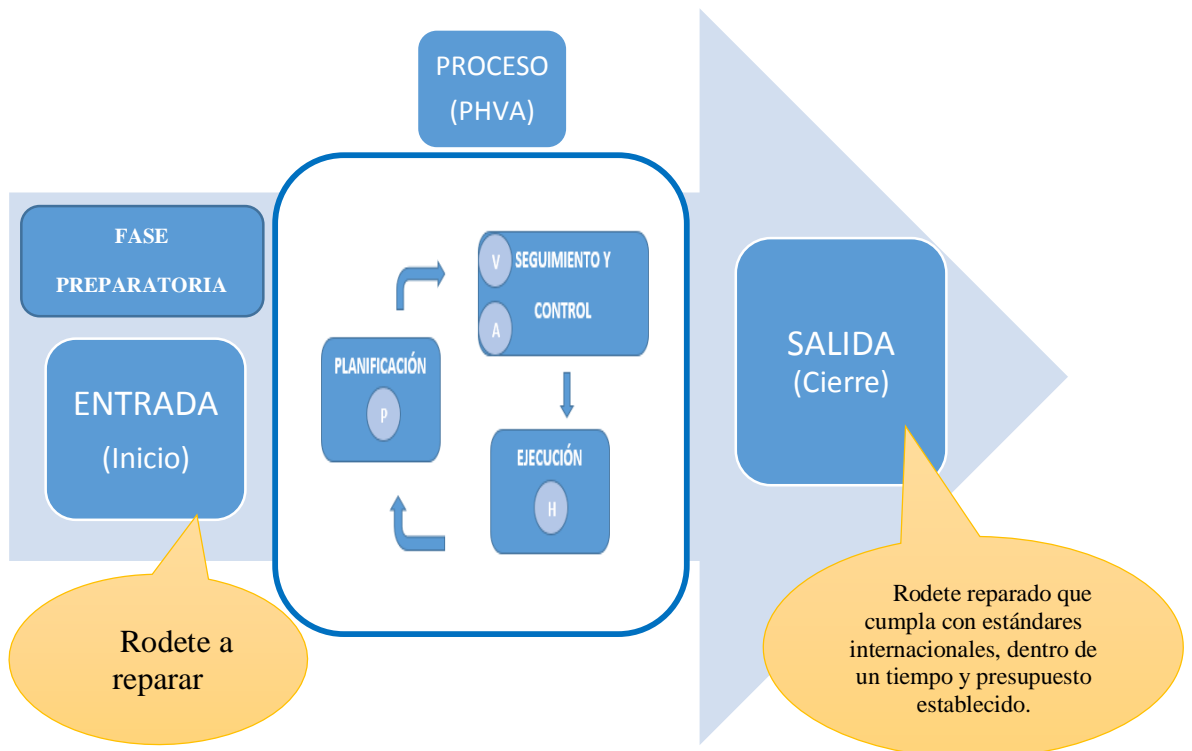 PROCESO
(PHVA)
FASE
PREPARATORIA
ENTRADA
(Inicio)
PLANIFICACIÓN
P
V
SEGUIMIENTO Y
CONTROL
A
EJECUCIÓN
H
SALIDA
(Cierre)
Rodete a
reparar
Rodete reparado que
cumpla con estándares
internacionales, dentro de
un tiempo y presupuesto
establecido.